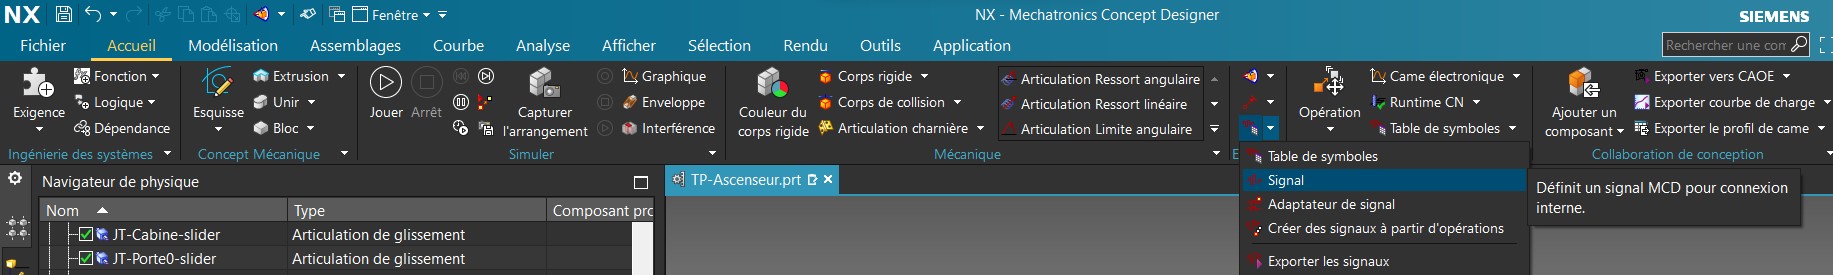 NX Fenêtre NX - Mechatronics Concept Designer SIEMENS
Fichier Accueil Modélisation Assemblages Courbe Analyse Afficher Sélection Rendu Outils Application Rechercher une com
Exigence
Fonction
Logique
Dépendance
Ingénierie des systèmes
Esquisse
Extrusion
Unir
Bloc
Concept Mécanique
Jouer
Arrêt
Capturer
l'arrangement
Graphique
Enveloppe
Interférence
Simuler
Couleur du
corps rigide
Corps rigide
Corps de collision
Articulation charnière
Articulation Ressort angulaire
Articulation Ressort linéaire
Articulation Limite angulaire
Mécanique
Opération
Came électronique
Runtime CN
Table de symboles
Ajouter un
composant
Exporter vers CAOE
Exporter courbe de charge
Exporter le profil de came
Collaboration de conception
Table de symboles
Signal
Adaptateur de signal
Créer des signaux à partir d'opérations
Exporter les signaux
Définit un signal MCD pour connexion
interne.
Navigateur de physique
TP-Ascenseur.prt
Nom Type Composant pro
JT-Cabine-slider Articulation de glissement
JT-Porte0-slider Articulation de glissement